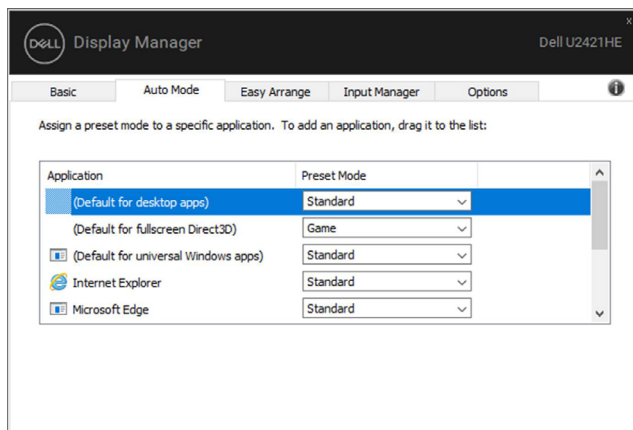 x
DELL Display Manager Dell U2421HE
Basic Auto Mode Easy Arrange Input Manager Options i
Assign a preset mode to a specific application. To add an application, drag it to the list:
Application Preset Mode
(Default for desktop apps) Standard
(Default for fullscreen Direct3D) Game
(Default for universal Windows apps) Standard
Internet Explorer Standard
Microsoft Edge Standard